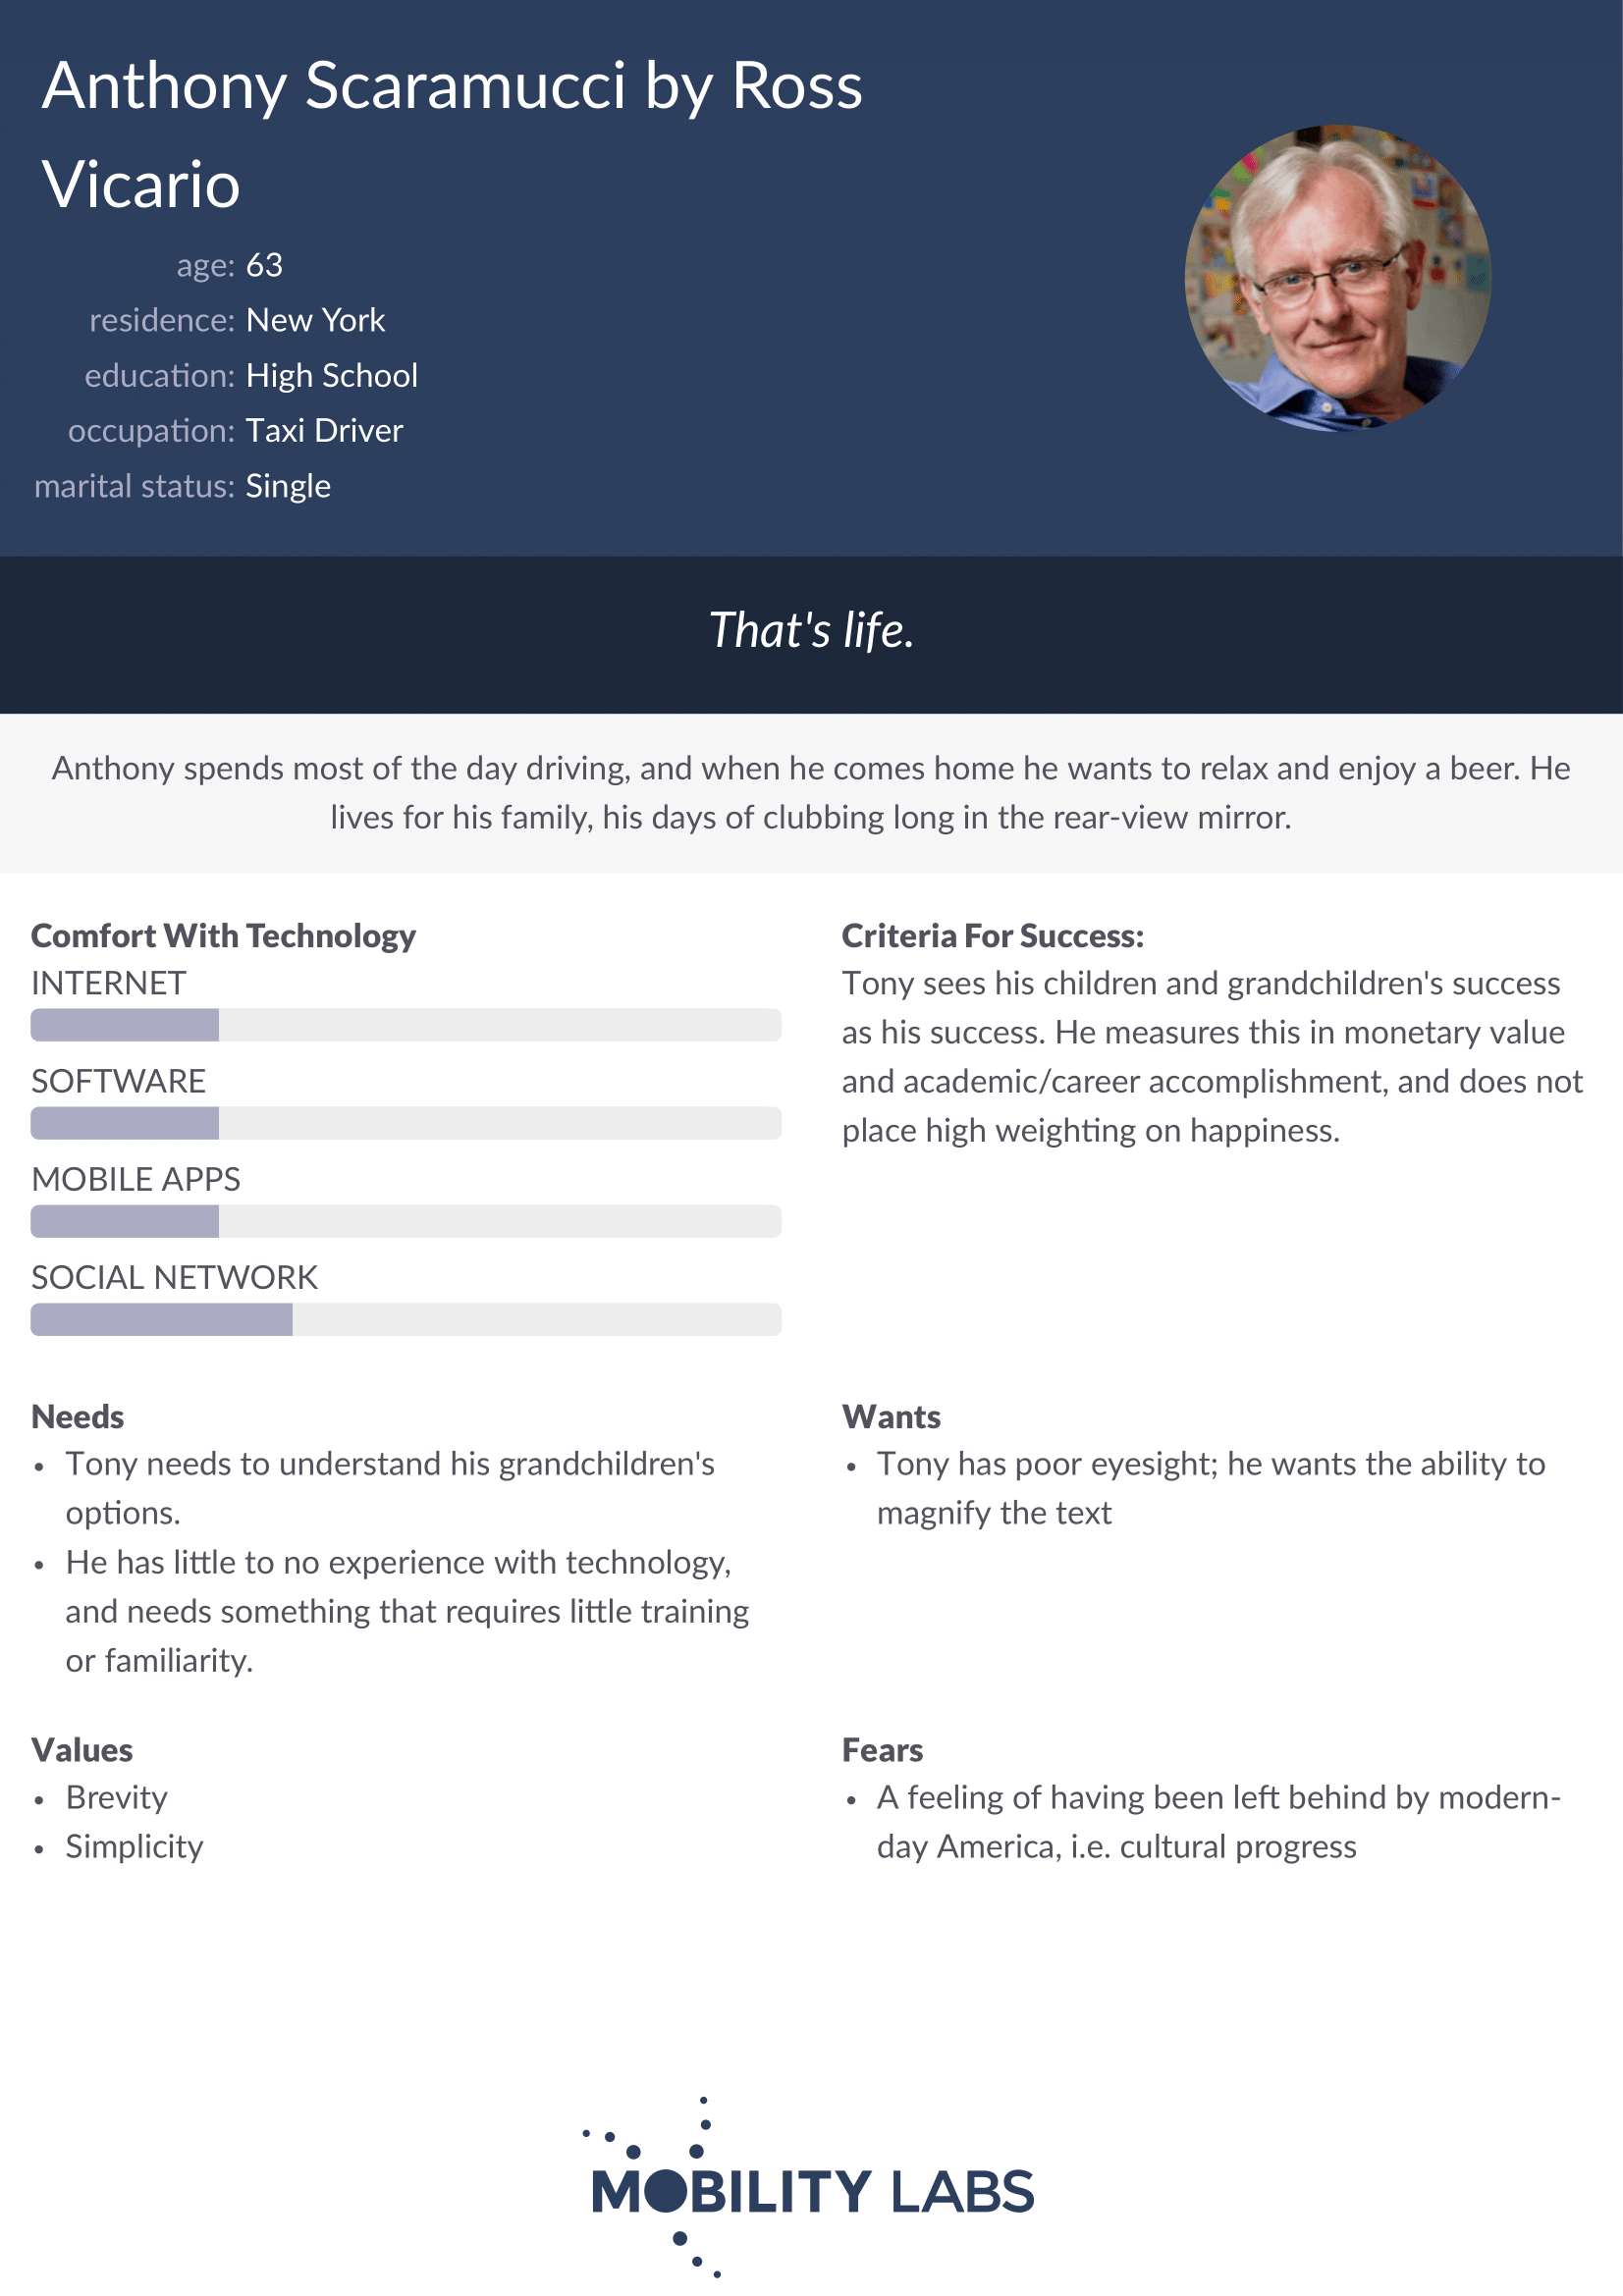 Anthony Scaramucci by Ross
Vicario
age: 63
residence: New York
education: High School
occupation: Taxi Driver
marital status: Single
That's life.
Anthony spends most of the day driving, and when he comes home he wants to relax and enjoy a beer. He
lives for his family, his days of clubbing long in the rear-view mirror.
Comfort With Technology
INTERNET
SOFTWARE
MOBILE APPS
SOCIAL NETWORK
Criteria For Success:
Tony sees his children and grandchildren's success
as his success. He measures this in monetary value
and academic/career accomplishment, and does not
place high weighting on happiness.
Needs
• Tony needs to understand his grandchildren's
options.
• He has little to no experience with technology,
and needs something that requires little training
or familiarity.
Wants
• Tony has poor eyesight; he wants the ability to
magnify the text
Values
• Brevity
• Simplicity
Fears
• A feeling of having been left behind by modern-
day America, i.e. cultural progress
MOBILITY LABS